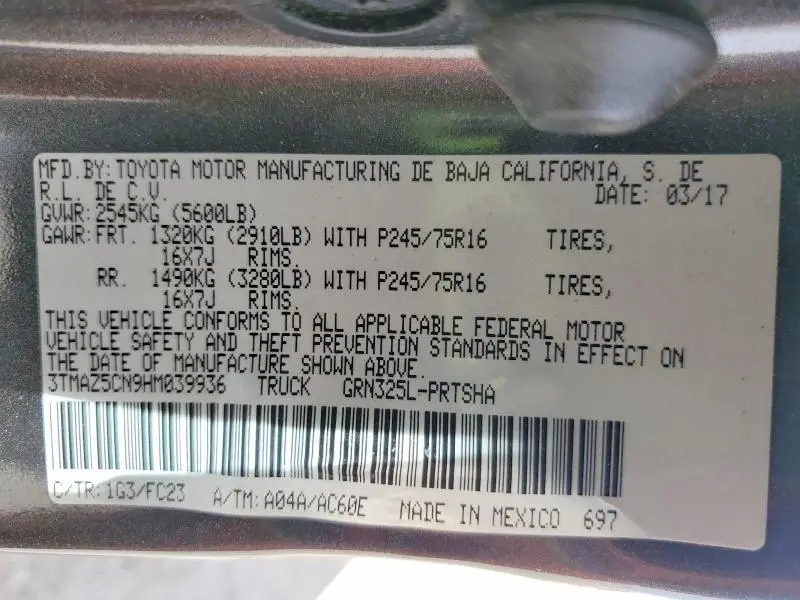 MFD.BY:TOYOTA MOTOR MANUFACTURING DE BAJA CALIFORNIA, S. DE
R.L. DE C.V. DATE: 03/17
GVWR:2545KG (5600LB)
GAWR:FRT. 1320KG (2910LB) WITH P245/75R16 TIRES,
16X7J RIMS.
RR. 1490KG (3280LB) WITH P245/75R16 TIRES,
16X7J RIMS.
THIS VEHICLE CONFORMS TO ALL APPLICABLE FEDERAL MOTOR
VEHICLE SAFETY AND THEFT PREVENTION STANDARDS IN EFFECT ON
THE DATE OF MANUFACTURE SHOWN ABOVE.
3TMAZ5CN9HM039936 TRUCK GRN325L-PRTSHA
C/TR:1G3/FC23 A/TM:A04A/AC60E MADE IN MEXICO 697